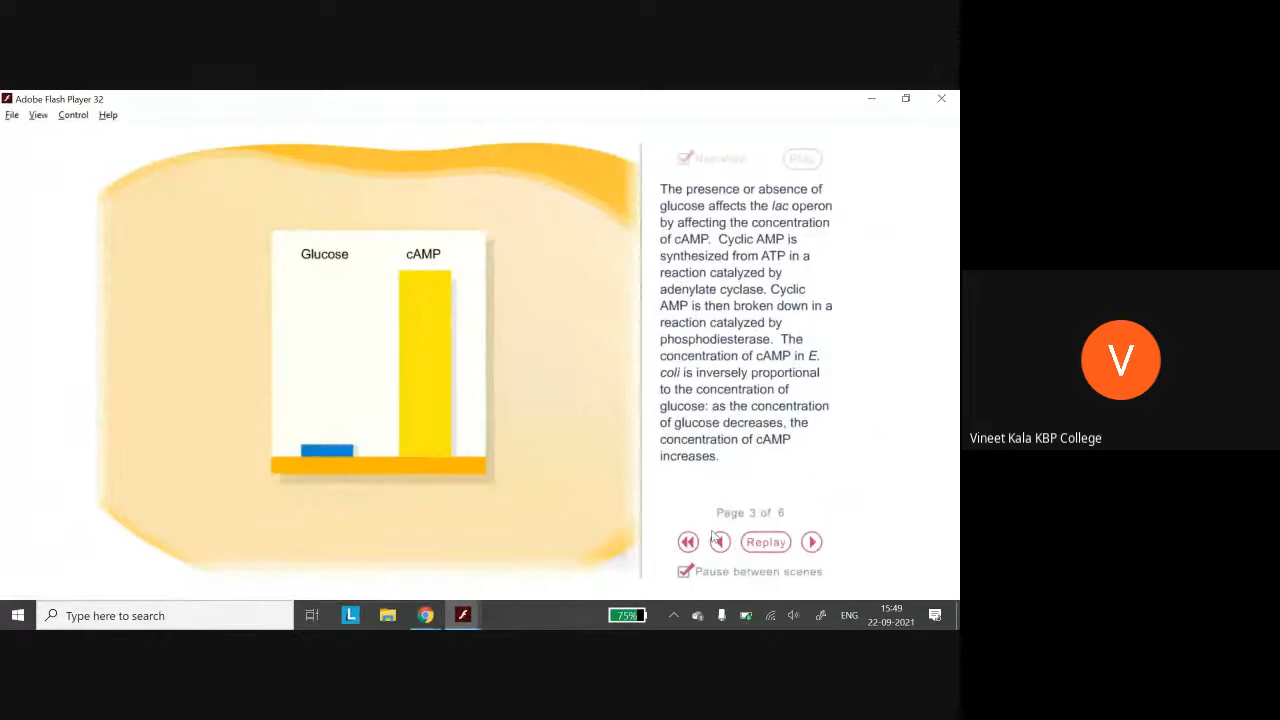 Adobe Flash Player 32
File View Control Help
Narration Play
Glucose cAMP
The presence or absence of
glucose affects the lac operon
by affecting the concentration
of cAMP. Cyclic AMP is
synthesized from ATP in a
reaction catalyzed by
adenylate cyclase. Cyclic
AMP is then broken down in a
reaction catalyzed by
phosphodiesterase. The
concentration of cAMP in E.
coli is inversely proportional
to the concentration of
glucose: as the concentration
of glucose decreases, the
concentration of cAMP
increases.
Page 3 of 6
Replay
Pause between scenes
V
Vineet Kala KBP College
Type here to search
L
75%
ENG
15:49
22-09-2021